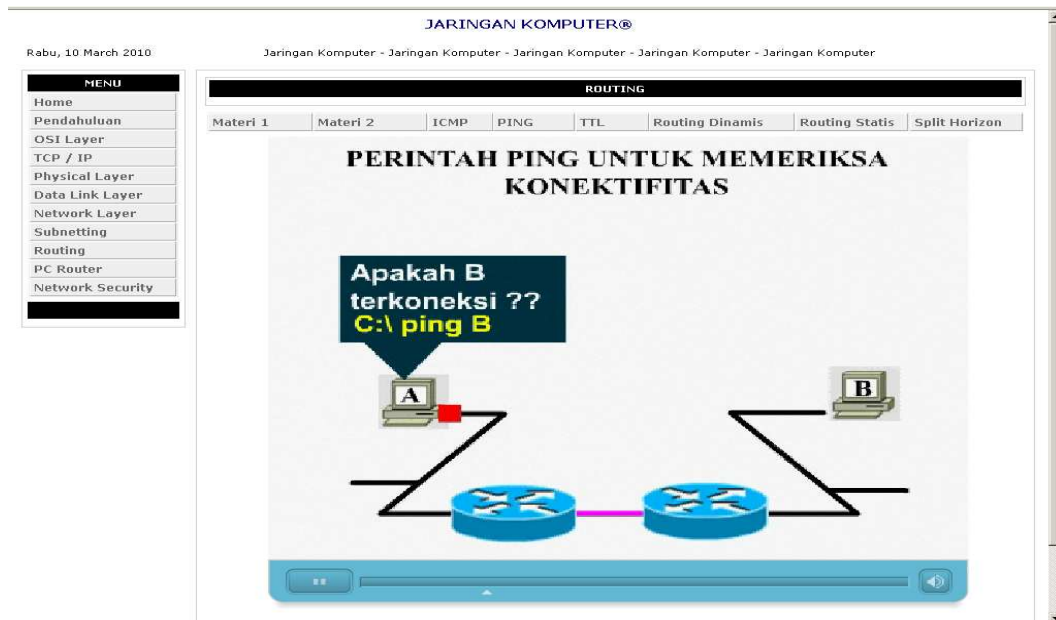 JARINGAN KOMPUTER®
Rabu, 10 March 2010
Jaringan Komputer - Jaringan Komputer - Jaringan Komputer - Jaringan Komputer - Jaringan Komputer
MENU
Home
Pendahuluan
OSI Layer
TCP / IP
Physical Layer
Data Link Layer
Network Layer
Subnetting
Routing
PC Router
Network Security
ROUTING
Materi 1
Materi 2
ICMP
PING
TTL
Routing Dinamis
Routing Statis
Split Horizon
PERINTAH PING UNTUK MEMERIKSA
KONEKTIFITAS
Apakah B
terkoneksi ??
C:\ ping B
A
B